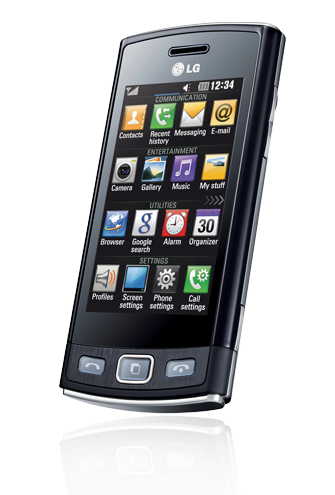 LG
12:34
COMMUNICATION
Contacts Recent history Messaging E-mail
ENTERTAINMENT
Camera Gallery Music My stuff
UTILITIES
g 12 30
Browser Google search Alarm Organizer
SETTINGS
Profiles Screen settings Phone settings Call settings